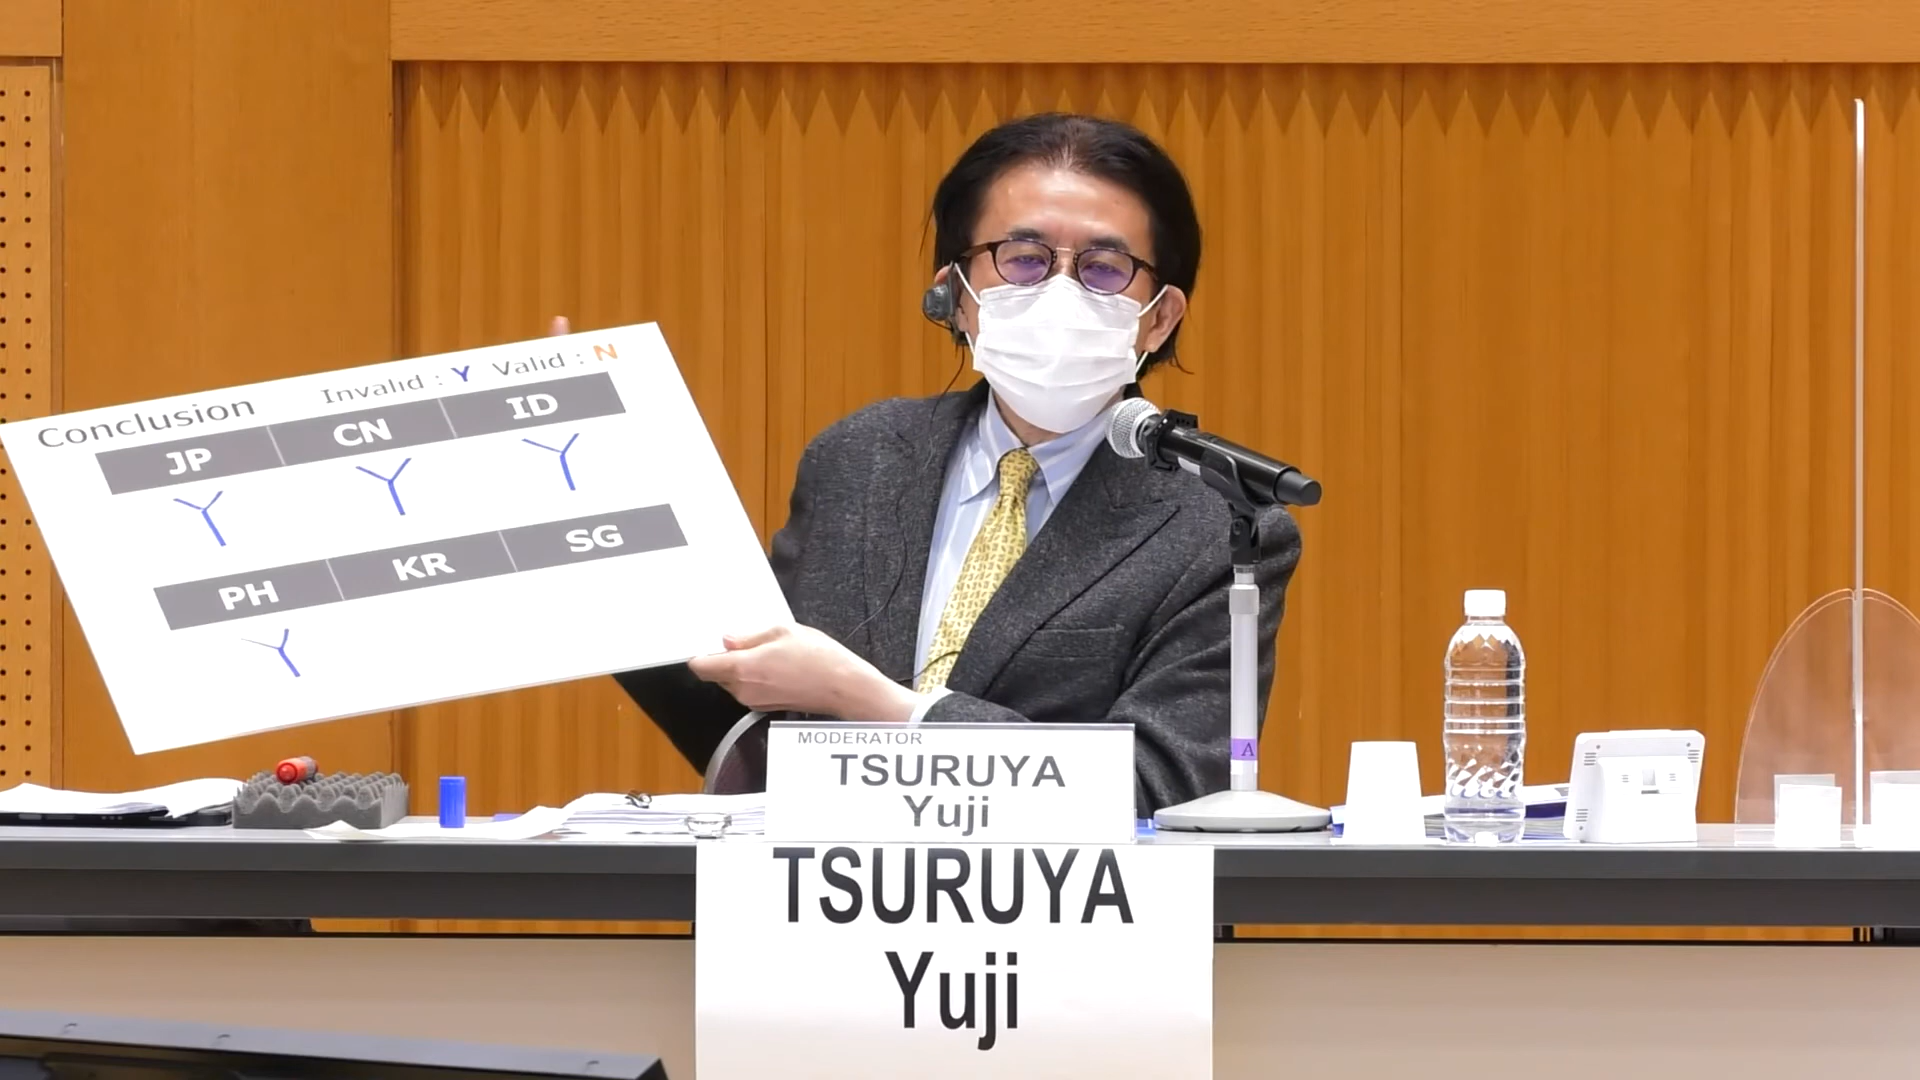 Conclusion Invalid : Y Valid : N
JP CN ID
Y Y Y
PH KR SG
Y
MODERATOR
TSURUYA
Yuji
A
TSURUYA
Yuji